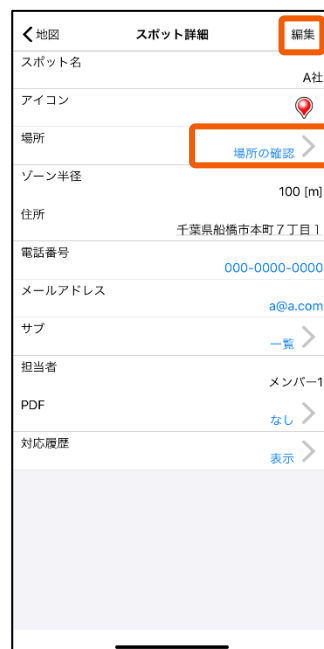 地図 スポット詳細 編集
スポット名
A社
アイコン
場所
場所の確認
ゾーン半径
100 [m]
住所
千葉県船橋市本町7丁目1
電話番号
000-0000-0000
メールアドレス
a@a.com
サブ
一覧
担当者
メンバー1
PDF
なし
対応履歴
表示